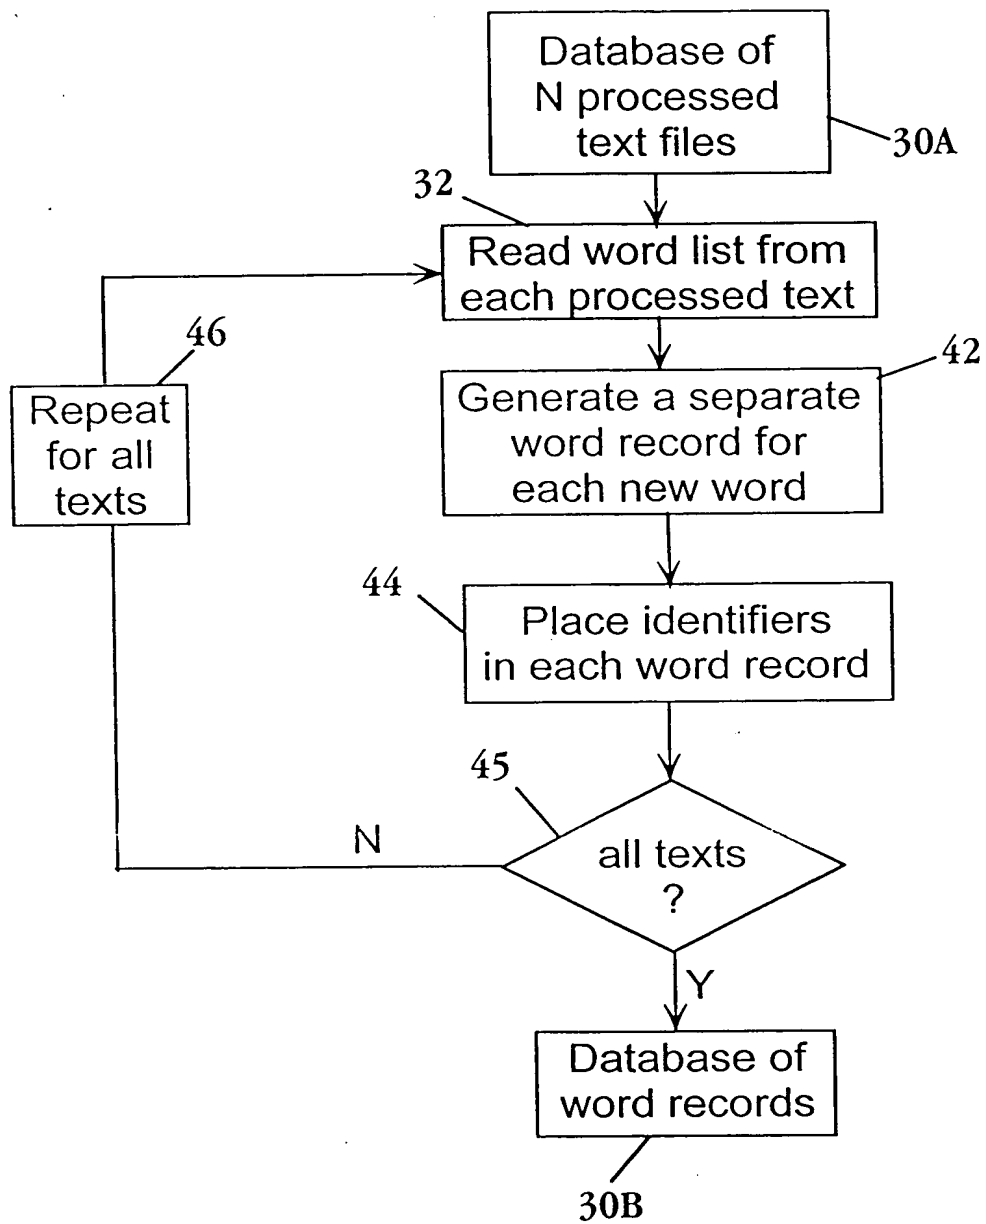 Database of
N processed
text files
30A
32
Read word list from
each processed text
46
42
Repeat
for all
texts
Generate a separate
word record for
each new word
44
Place identifiers
in each word record
45
N
all texts
?
Y
Database of
word records
30B